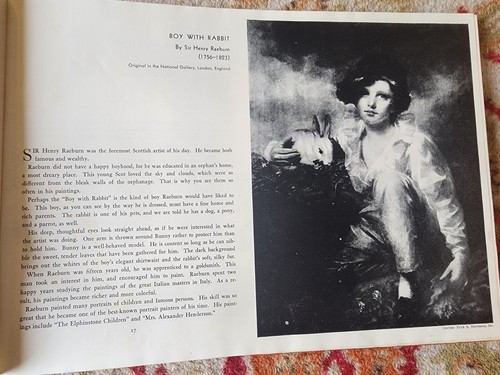 BOY WITH RABBIT
By Sir Henry Raeburn
(1756–1823)
Original in the National Gallery, London, England
SIR Henry Raeburn was the foremost Scottish artist of his day. He became both
famous and wealthy.
Raeburn did not have a happy boyhood, for he was educated in an orphan's home,
a most dreary place. This young Scot loved the sky and clouds, which were so
different from the bleak walls of the orphanage. That is why you see them so
often in his paintings.
Perhaps the "Boy with Rabbit" is the kind of boy Raeburn would have liked to
be. This boy, as you can see by the way he is dressed, must have a fine home and
rich parents. The rabbit is one of his pets, and we are told he has a dog, a pony,
and a parrot, as well.
His deep, thoughtful eyes look straight ahead, as if he were interested in what
the artist was doing. One arm is thrown around Bunny rather to protect him than
to hold him. Bunny is a well-behaved model. He is content so long as he can nib-
ble the sweet, tender leaves that have been gathered for him. The dark background
brings out the whites of the boy's elegant shirtwaist and the rabbit's soft, silky fur.
When Raeburn was fifteen years old, he was apprenticed to a goldsmith. This
man took an interest in him, and encouraged him to paint. Raeburn spent two
happy years studying the paintings of the great Italian masters in Italy. As a re-
sult, his paintings became richer and more colorful.
Raeburn painted many portraits of children and famous persons. His skill was so
great that he became one of the best-known portrait painters of his time. His paint-
ings include "The Elphinstone Children" and "Mrs. Alexander Henderson."
17